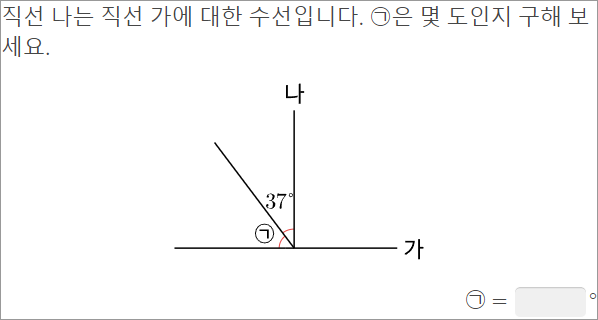 직선 나는 직선 가에 대한 수선입니다. ㉠은 몇 도인지 구해 보
세요.
나
37°
㉠
가
㉠ = °